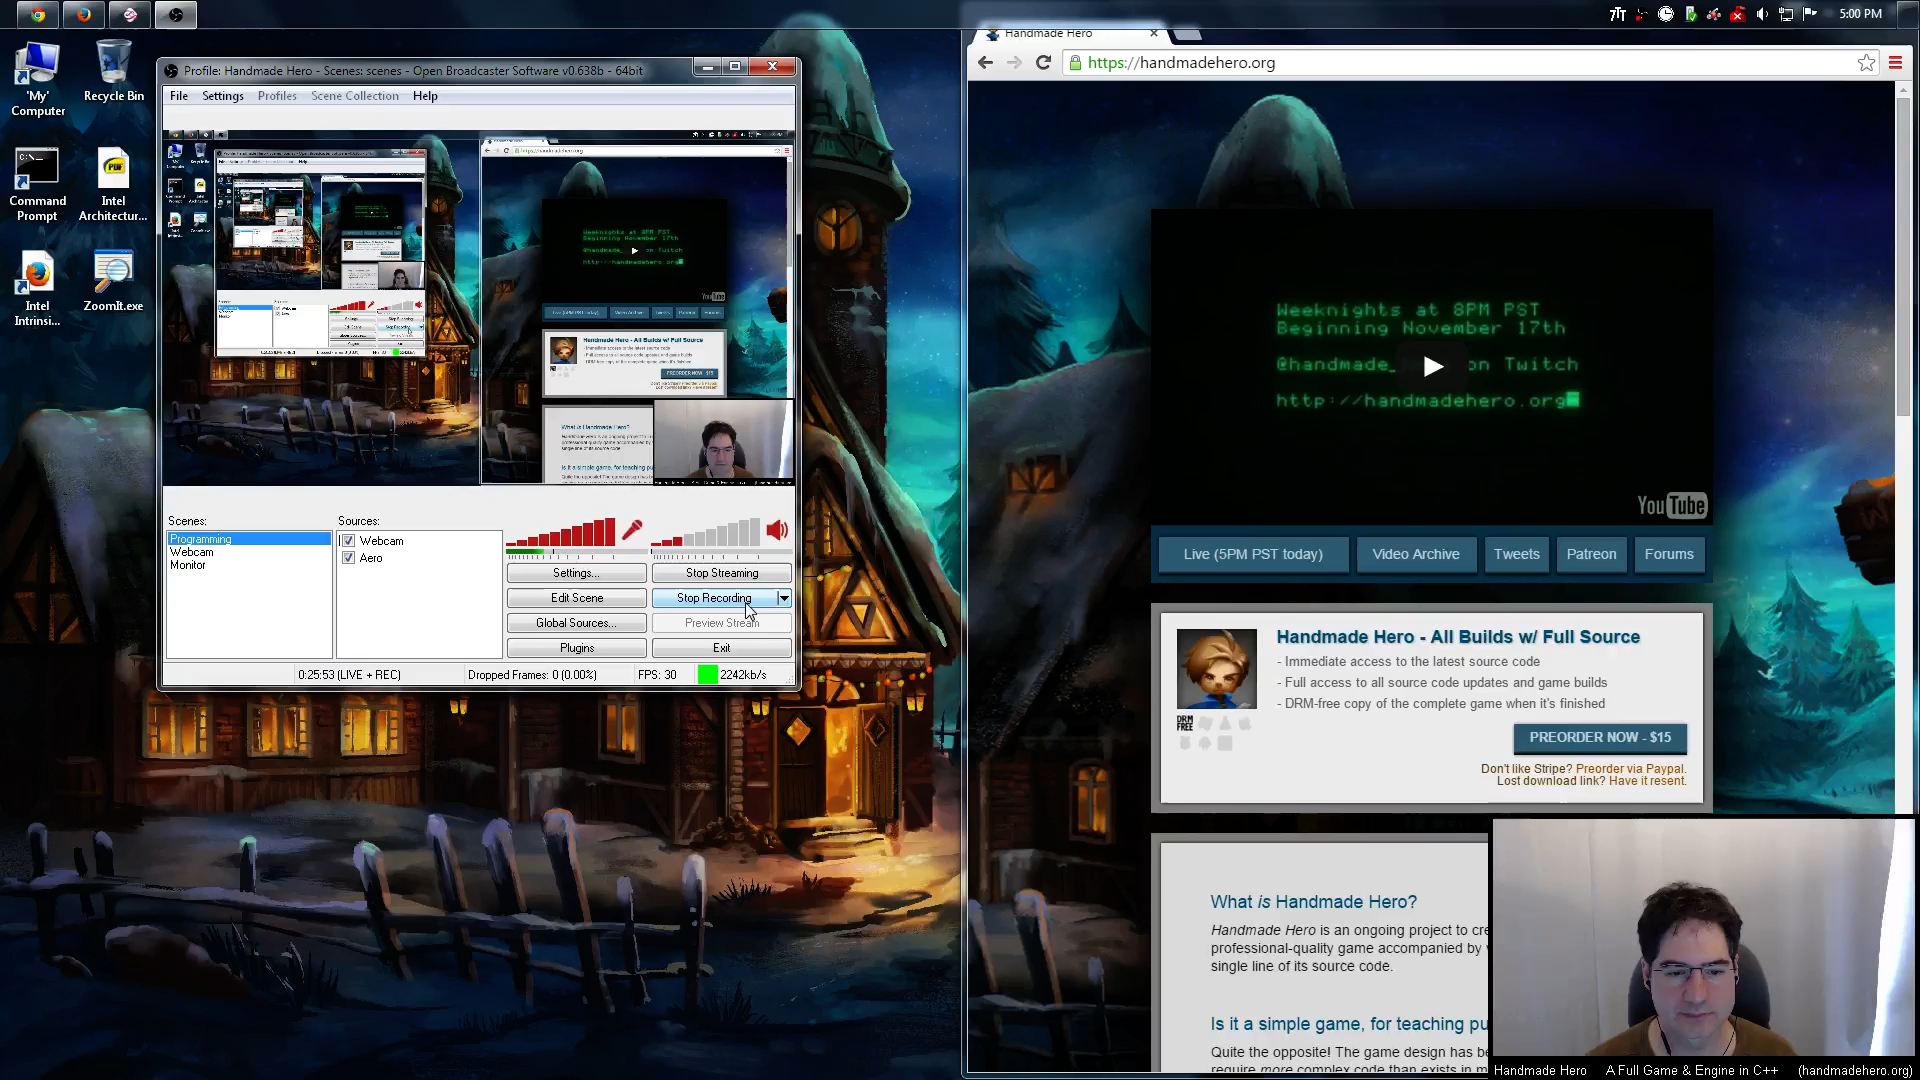 5:00 PM
'My' Computer
Recycle Bin
Command Prompt
Intel Architectur...
Intel Intrinsi...
ZoomIt.exe
Profile: Handmade Hero - Scenes: scenes - Open Broadcaster Software v0.638b - 64bit
File Settings Profiles Scene Collection Help
Scenes:
Programming
Webcam
Monitor
Sources:
Webcam
Aero
Settings... Stop Streaming
Edit Scene Stop Recording
Global Sources... Preview Stream
Plugins Exit
0:25:53 (LIVE + REC) Dropped Frames: 0 (0.00%) FPS: 30 2242kb/s
Handmade Hero
https://handmadehero.org
Weeknights at 8PM PST
Beginning November 17th
@handmade_ on Twitch
http://handmadehero.org
YouTube
Live (5PM PST today) Video Archive Tweets Patreon Forums
Handmade Hero - All Builds w/ Full Source
- Immediate access to the latest source code
- Full access to all source code updates and game builds
- DRM-free copy of the complete game when it's finished
DRM FREE
PREORDER NOW - $15
Don't like Stripe? Preorder via Paypal.
Lost download link? Have it resent.
What is Handmade Hero?
Handmade Hero is an ongoing project to cre
professional-quality game accompanied by
single line of its source code.
Is it a simple game, for teaching pu
Quite the opposite! The game design has be
require more complex code than exists in m
Handmade Hero A Full Game & Engine in C++ (handmadehero.org)